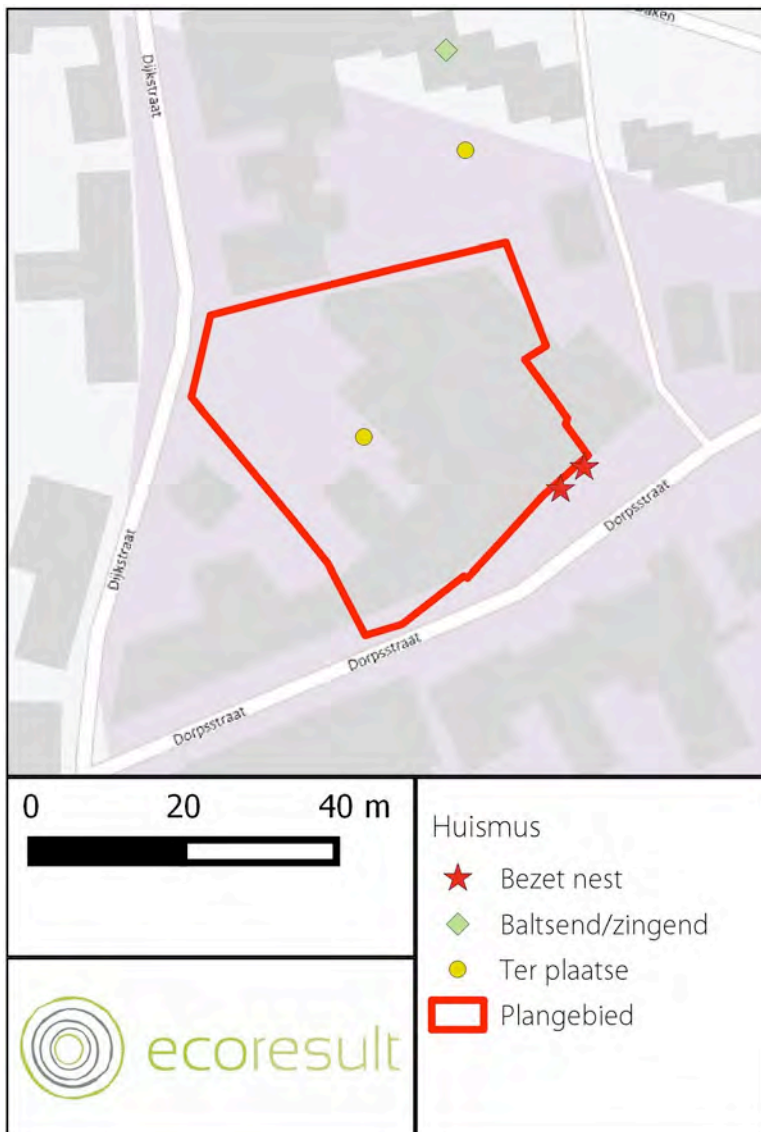 Dijkstraat
Dijkstraat
Dorpsstraat
Dorpsstraat
Dorpsstraat
0 20 40 m
Huismus
Bezet nest
Baltsend/zingend
Ter plaatse
Plangebied
ecoresult